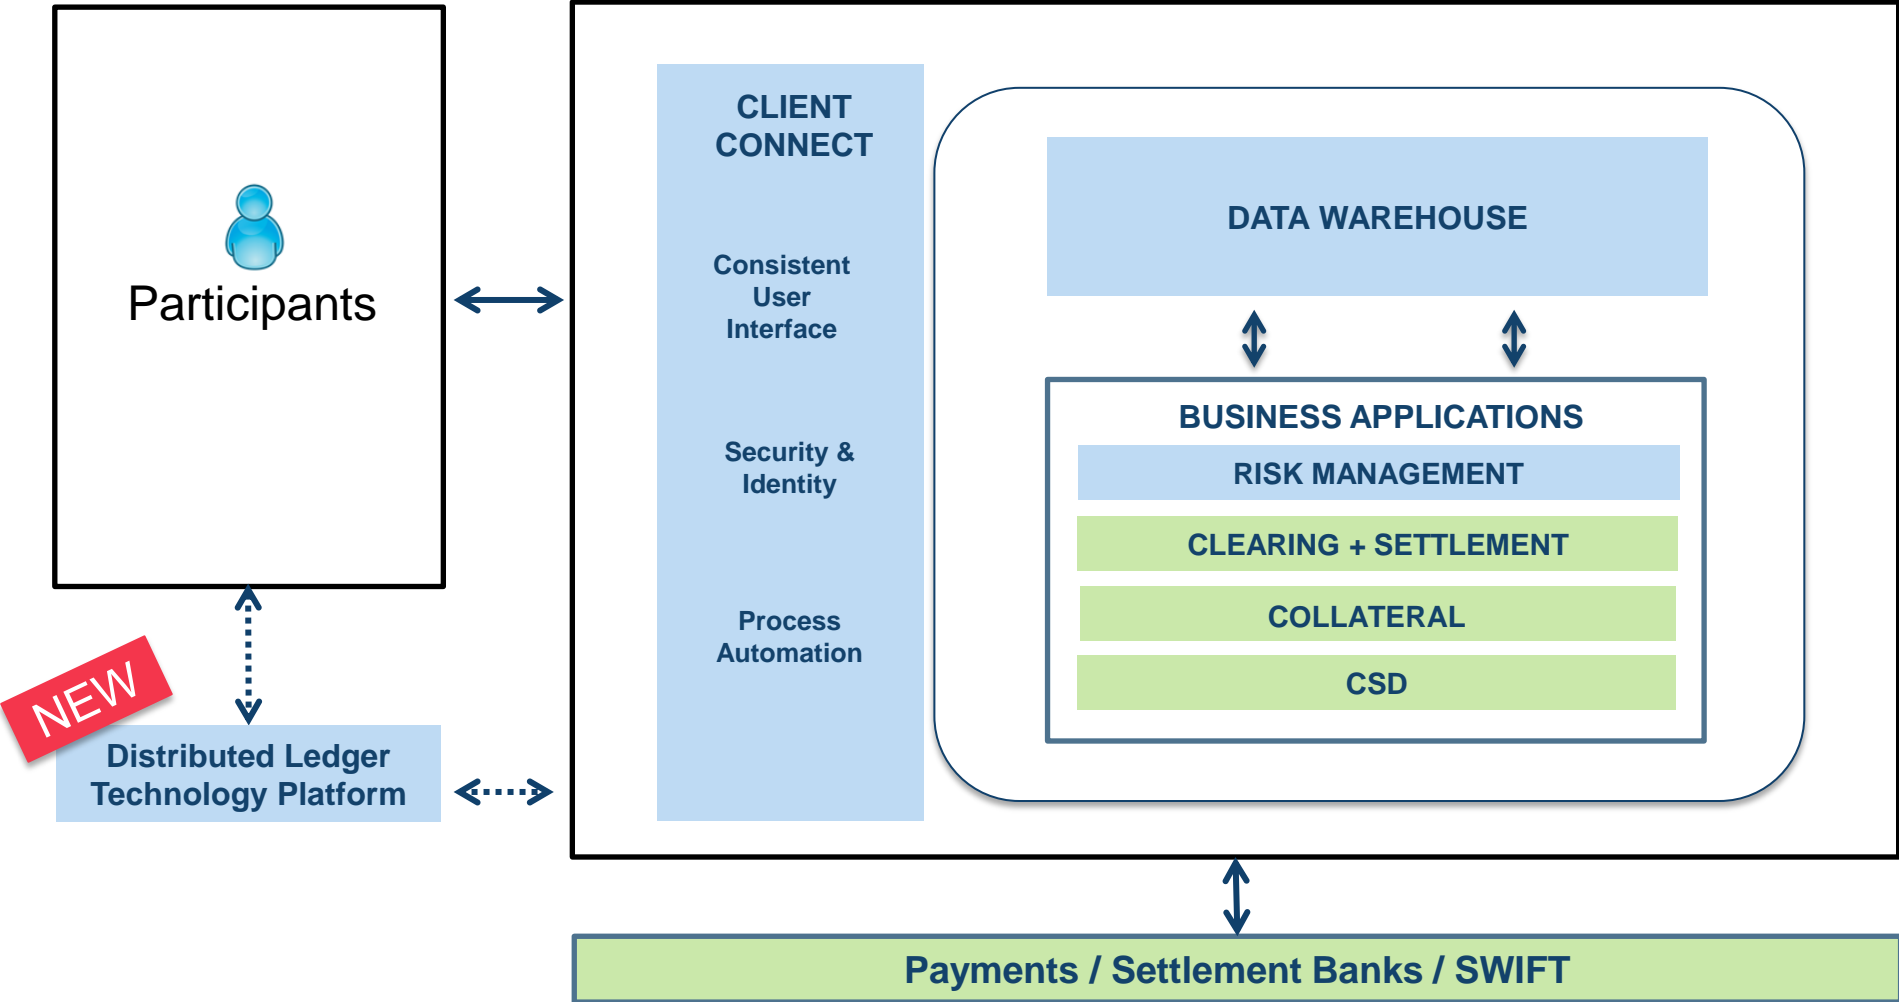 Participants
NEW
Distributed Ledger
Technology Platform
CLIENT
CONNECT
Consistent
User
Interface
Security &
Identity
Process
Automation
DATA WAREHOUSE
BUSINESS APPLICATIONS
RISK MANAGEMENT
CLEARING + SETTLEMENT
COLLATERAL
CSD
Payments / Settlement Banks / SWIFT